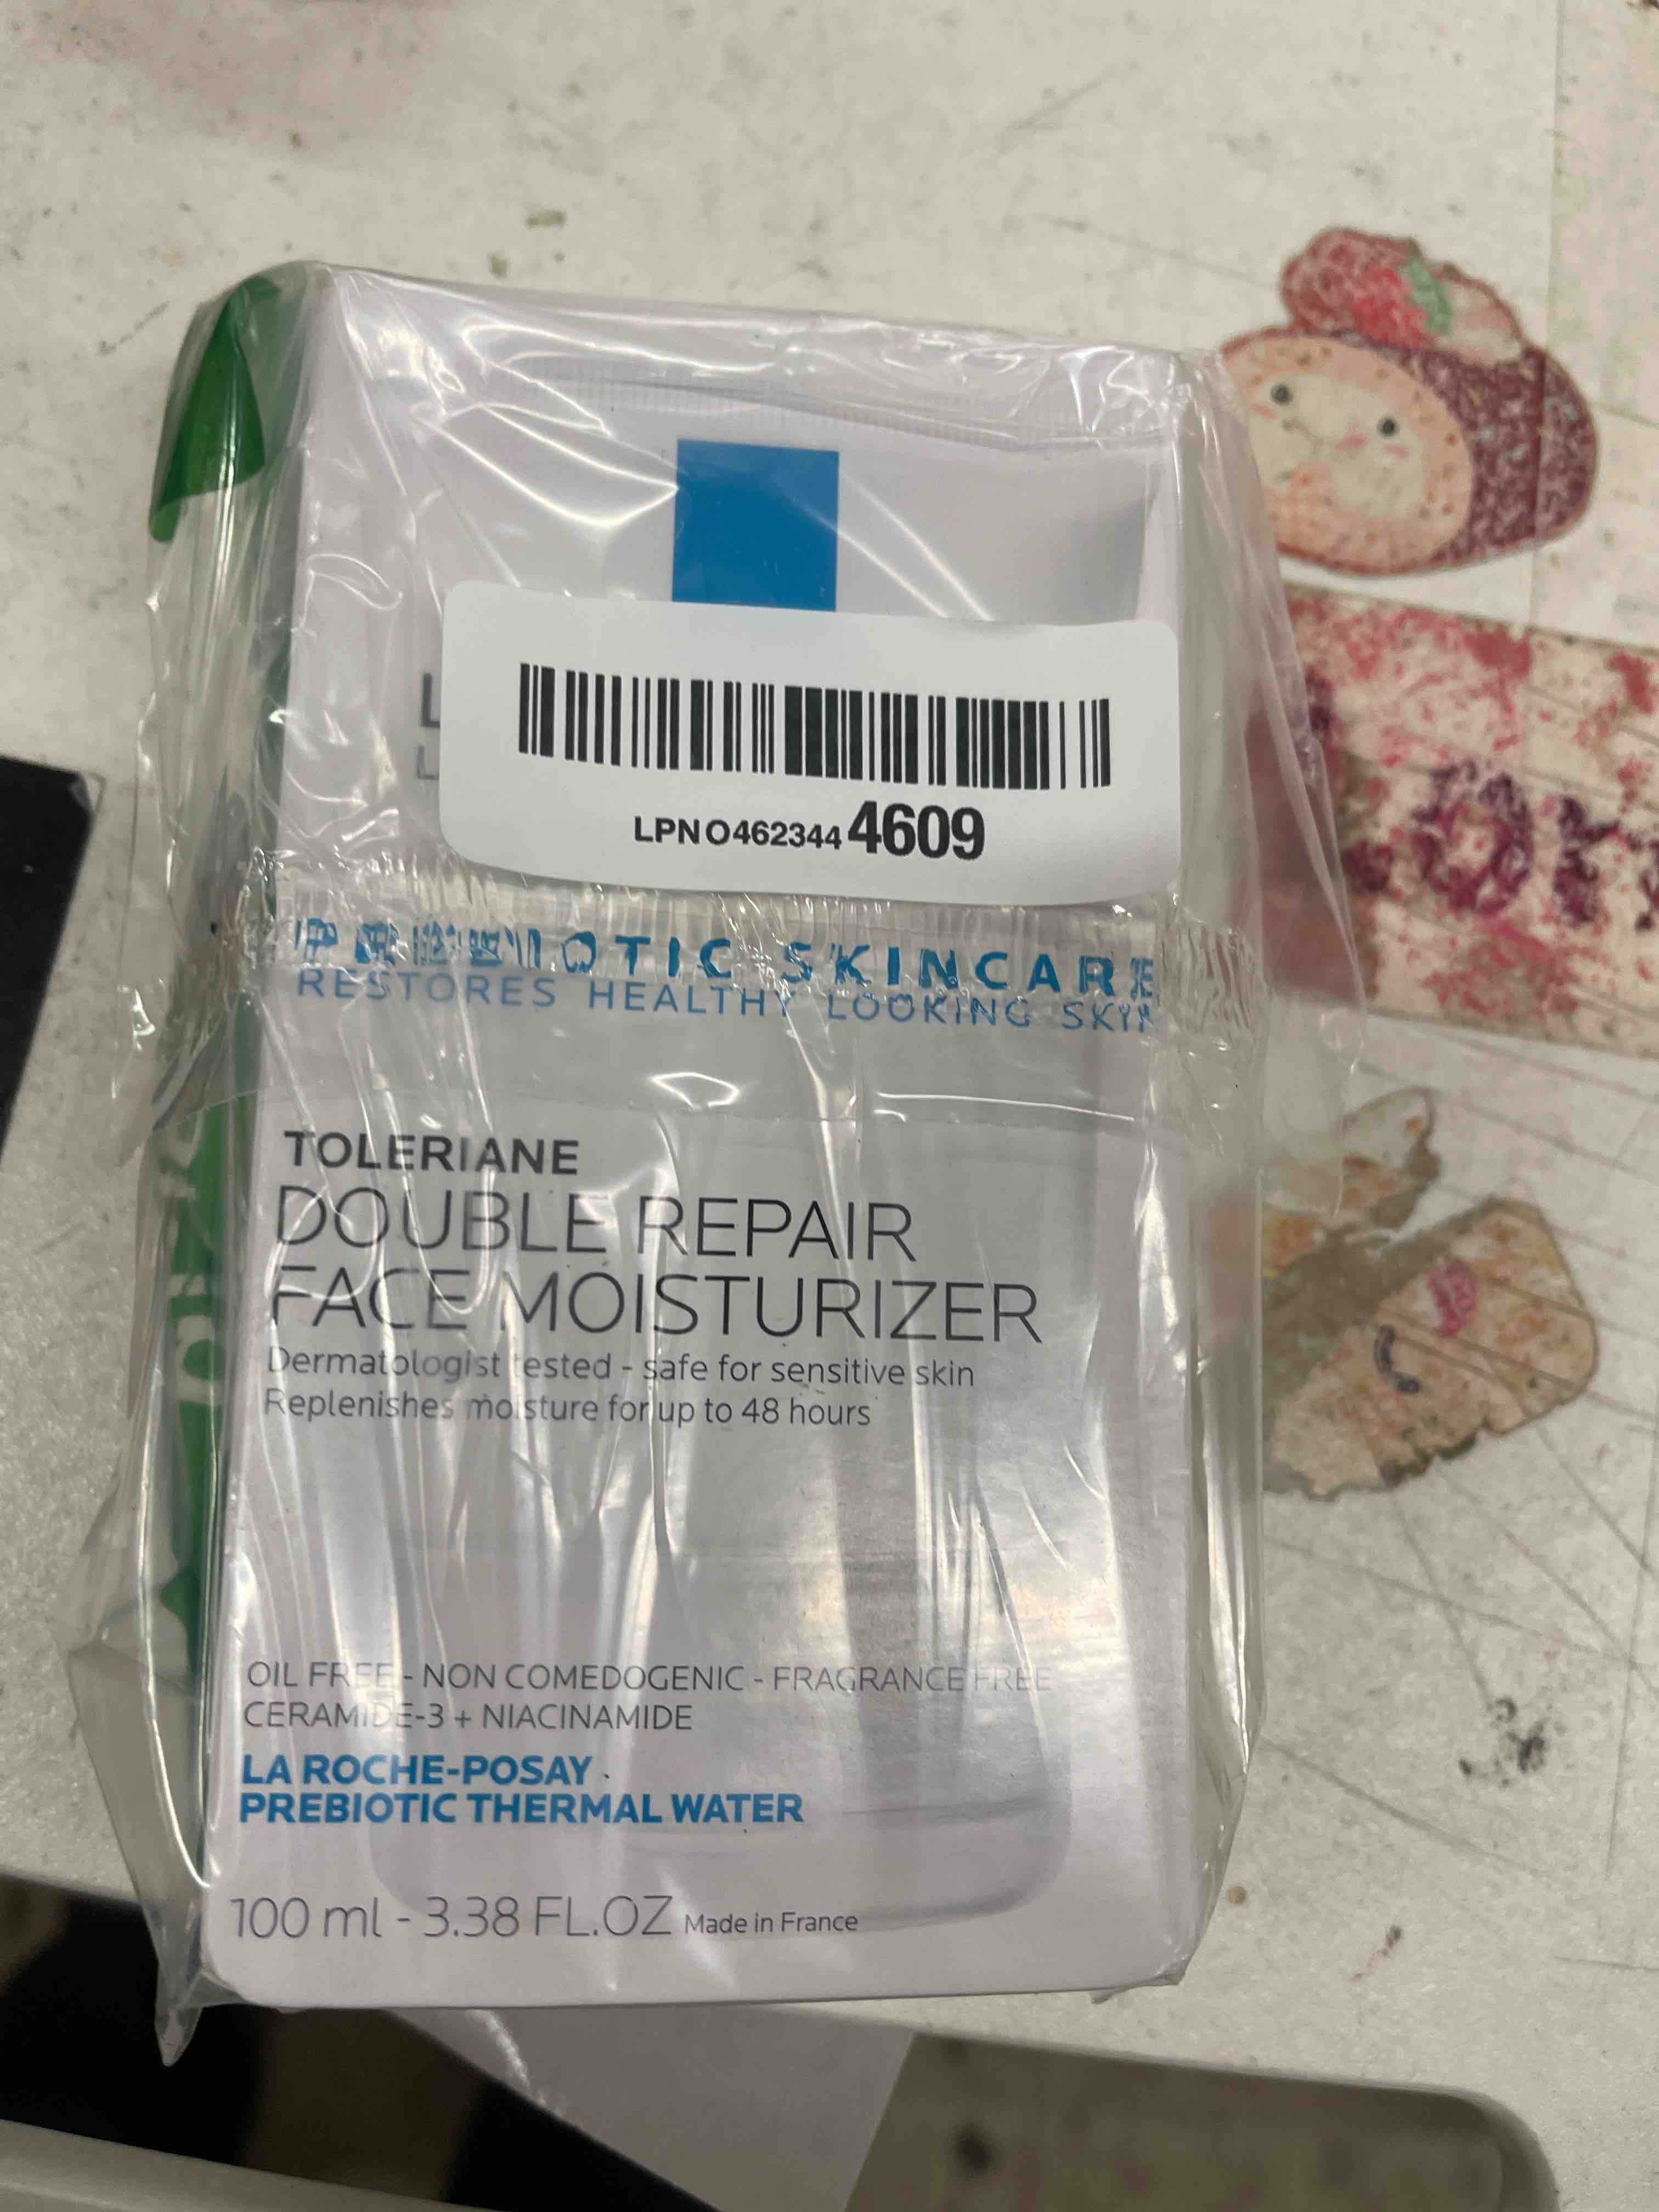 L
L
LPNO4623444609
PREBIOTIC SKINCARE
RESTORES HEALTHY LOOKING SKIN
TOLERIANE
DOUBLE REPAIR
FACE MOISTURIZER
Dermatologist tested - safe for sensitive skin
Replenishes moisture for up to 48 hours
OIL FREE - NON COMEDOGENIC - FRAGRANCE FREE
CERAMIDE-3 + NIACINAMIDE
LA ROCHE-POSAY
PREBIOTIC THERMAL WATER
100 ml - 3.38 FL.OZ Made in France